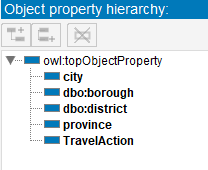 Object property hierarchy:
owl:topObjectProperty
city
dbo:borough
dbo:district
province
TravelAction